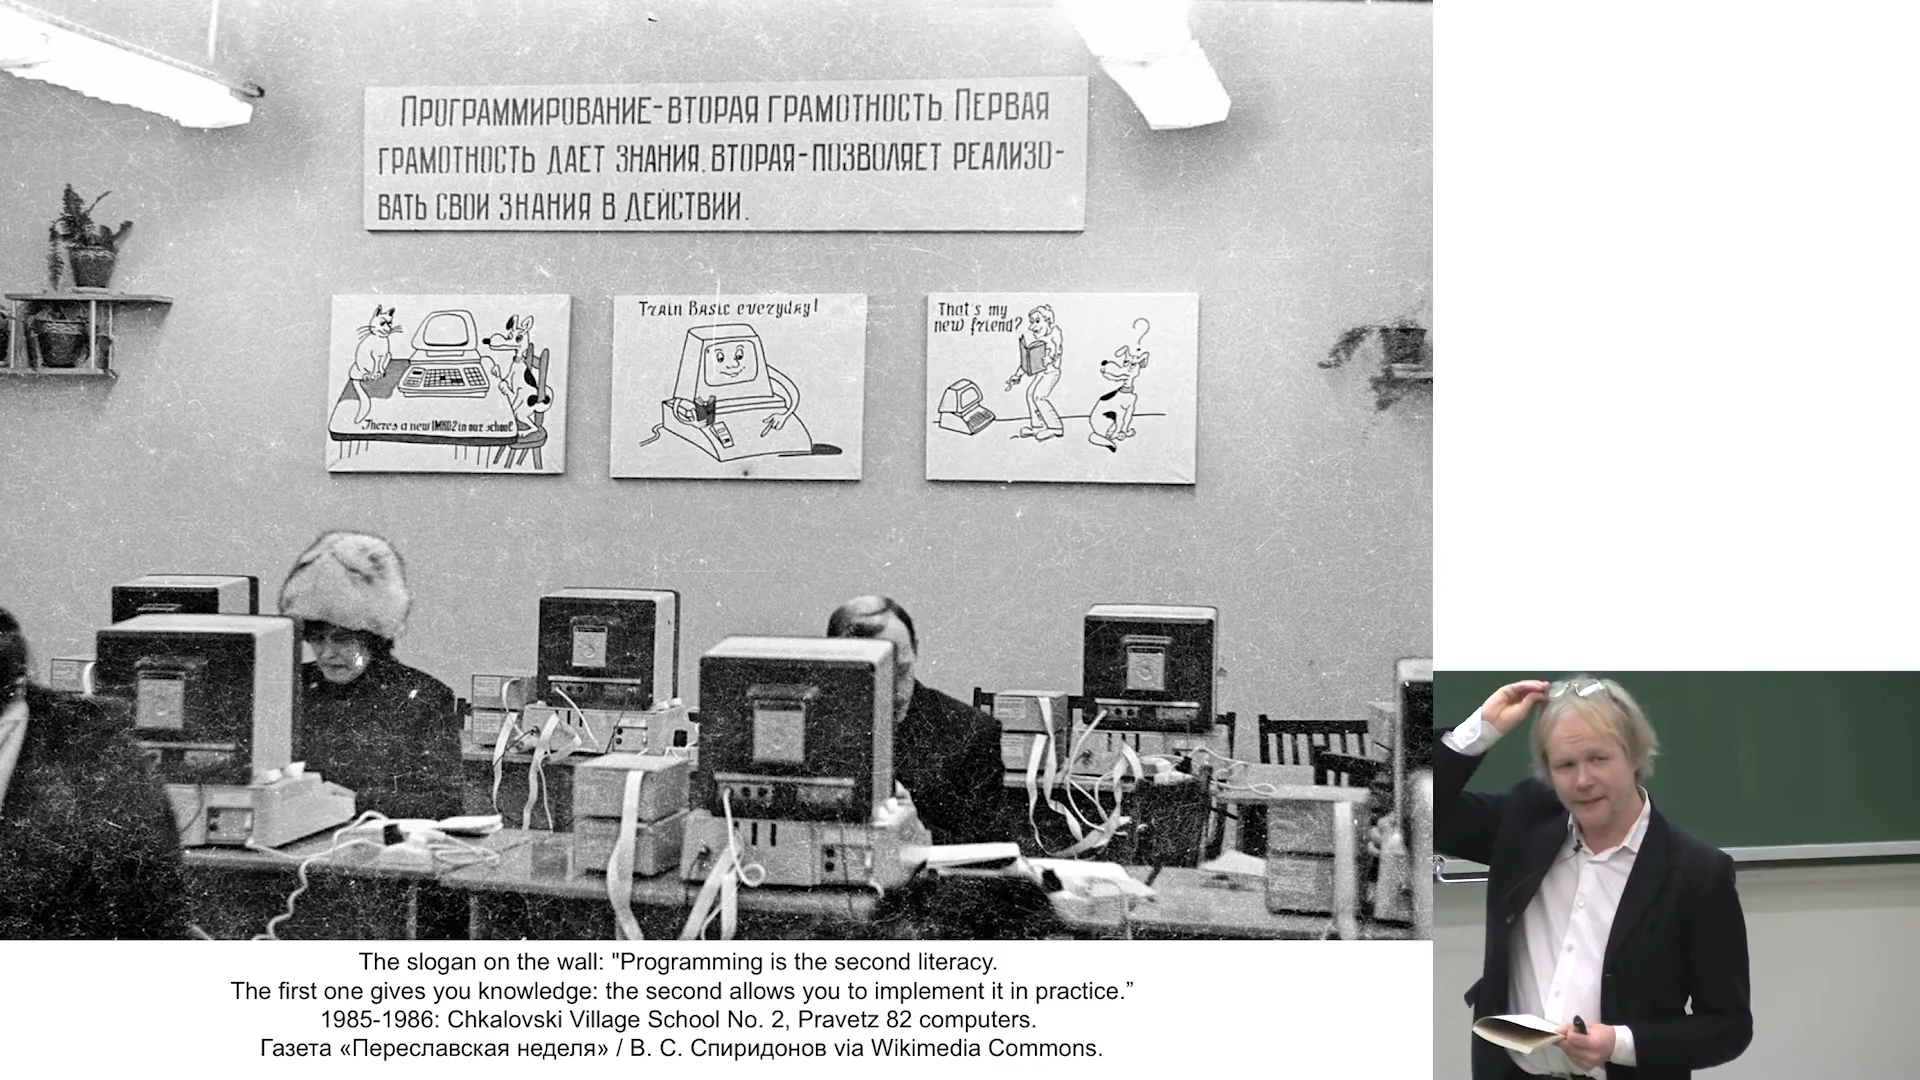 Программирование-вторая грамотность. Первая
грамотность дает знания, вторая-позволяет реализо-
вать свои знания в действии.
There's a new IMKO2 in our school
Train Basic everyday!
That's my
new friend?
?
The slogan on the wall: "Programming is the second literacy.
The first one gives you knowledge: the second allows you to implement it in practice.”
1985-1986: Chkalovski Village School No. 2, Pravetz 82 computers.
Газета «Переславская неделя» / В. С. Спиридонов via Wikimedia Commons.